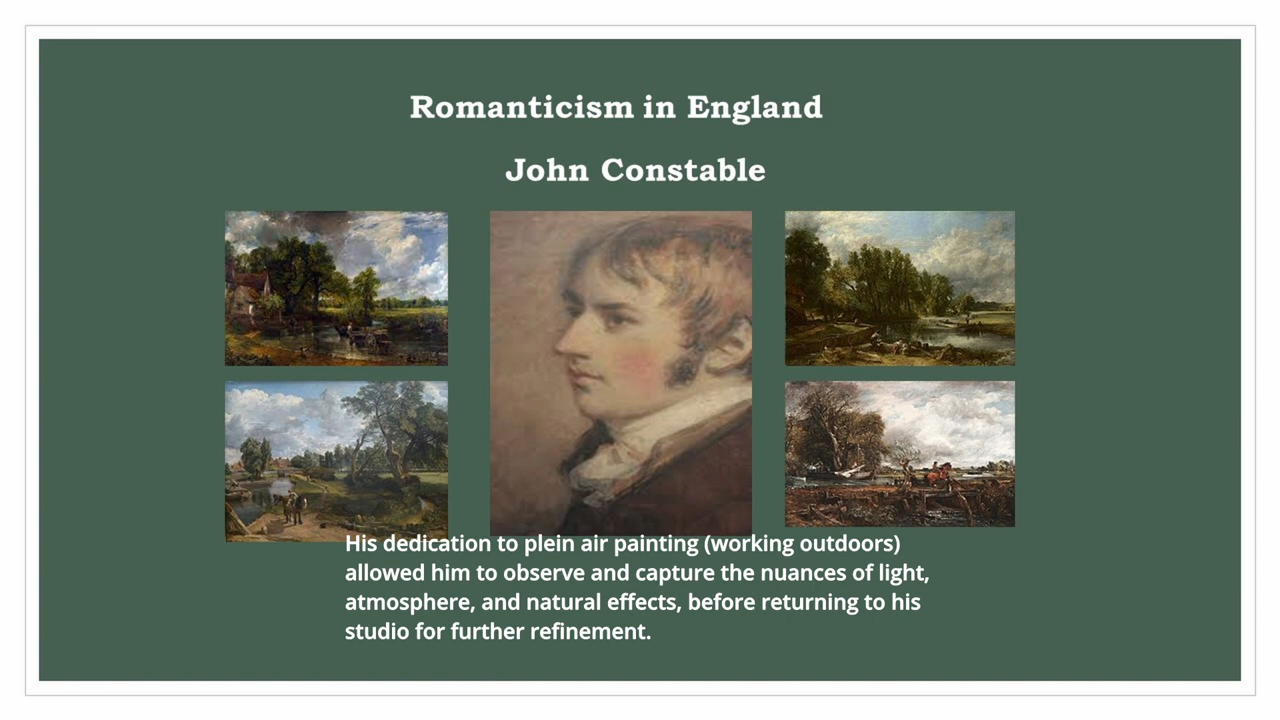 Romanticism in England
John Constable
His dedication to plein air painting (working outdoors)
allowed him to observe and capture the nuances of light,
atmosphere, and natural effects, before returning to his
studio for further refinement.